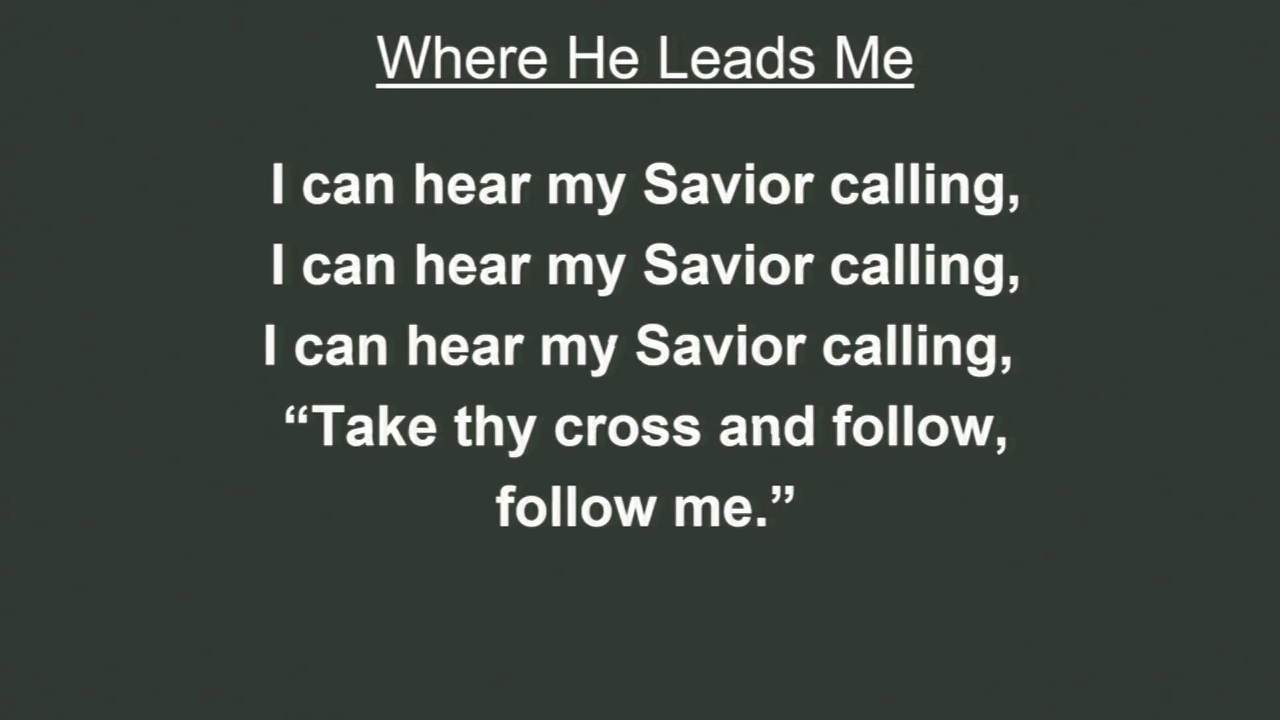 Where He Leads Me
I can hear my Savior calling,
I can hear my Savior calling,
I can hear my Savior calling,
“Take thy cross and follow,
follow me.”